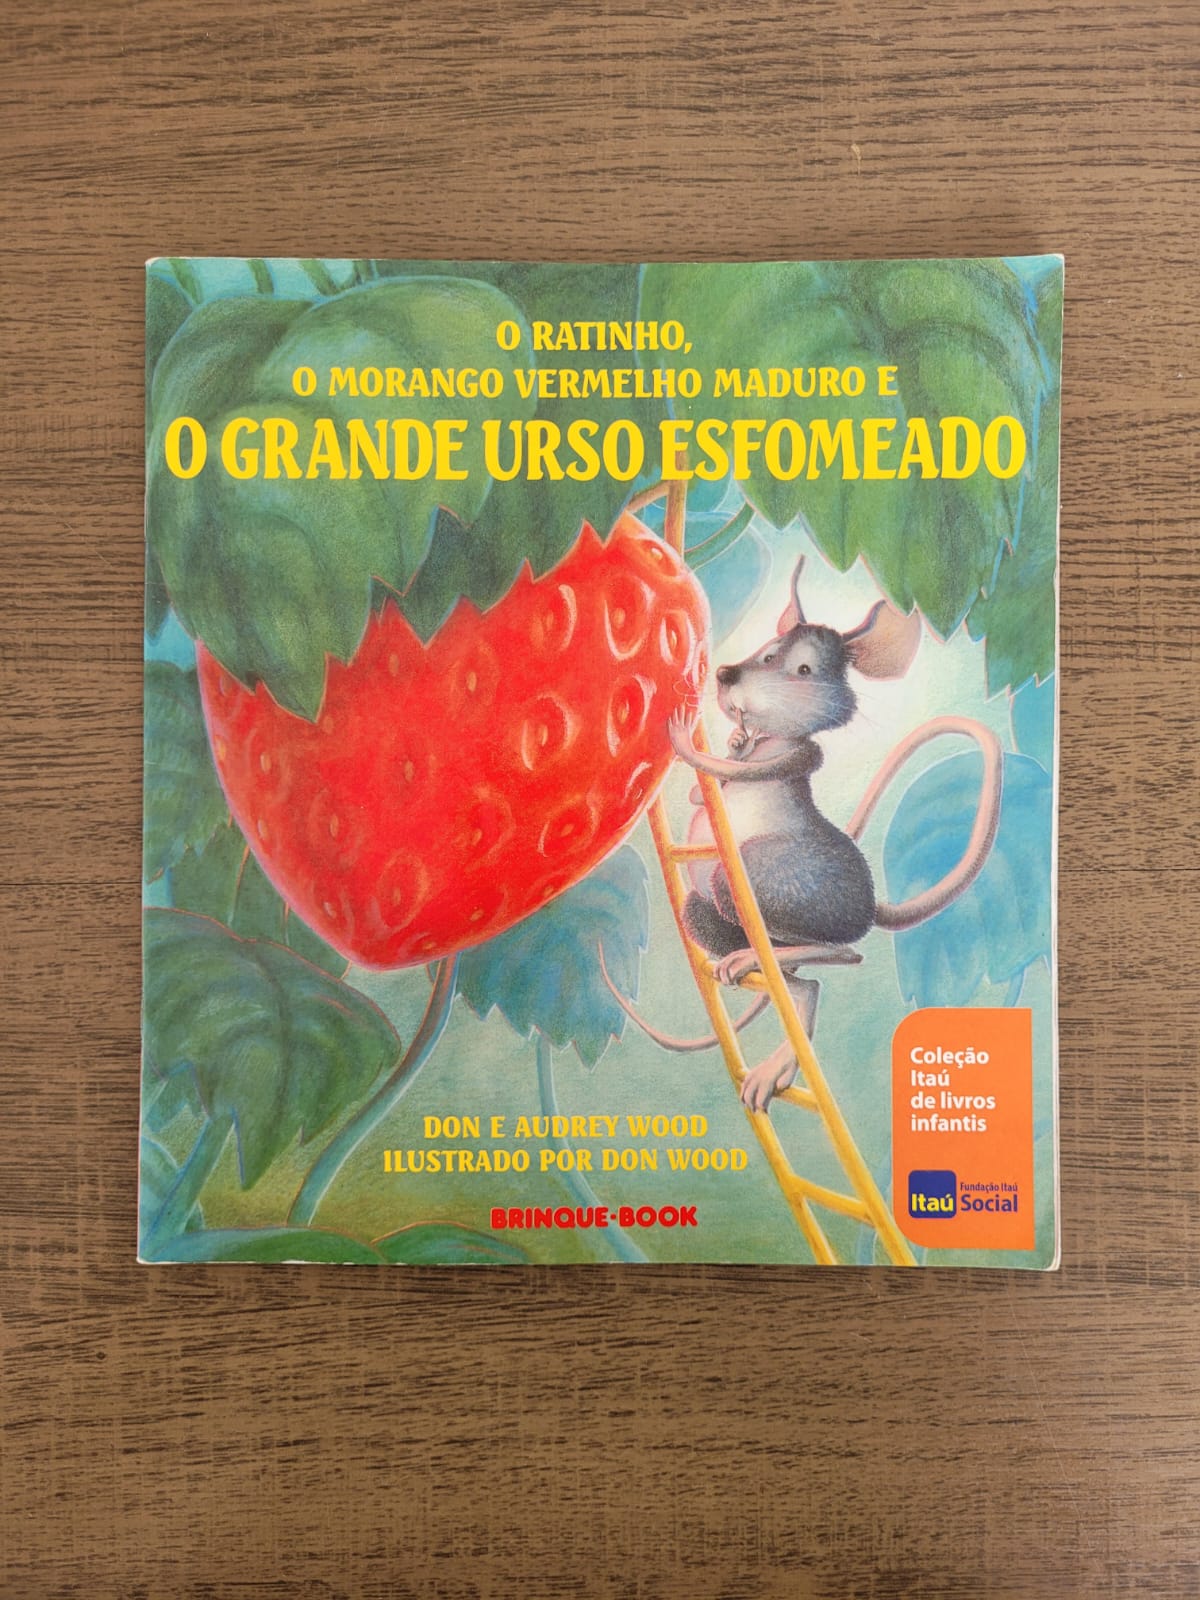 O RATINHO,
O MORANGO VERMELHO MADURO E
O GRANDE URSO ESFOMEADO
DON E AUDREY WOOD
ILUSTRADO POR DON WOOD
BRINQUE-BOOK
Coleção
Itaú
de livros
infantis
Itaú
Fundação Itaú
Social